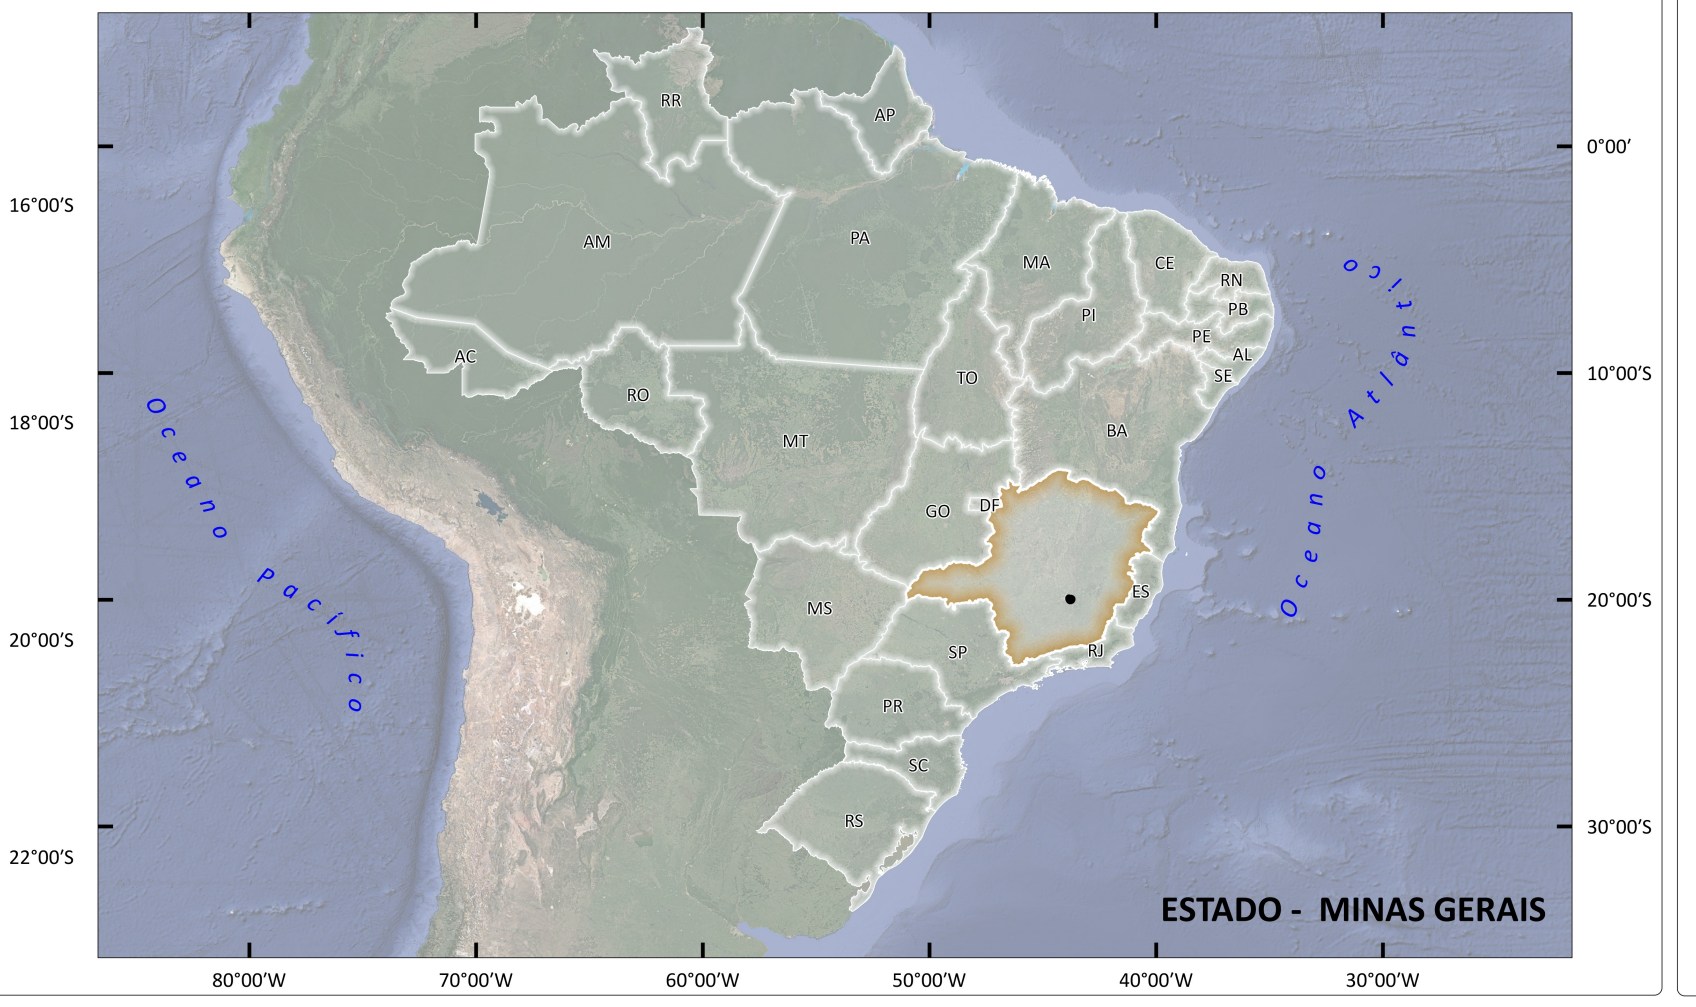 RR
AP
0°00′
16°00′S
AM
PA
MA
CE
RN
PB
PI
PE
AL
SE
AC
RO
TO
10°00′S
18°00′S
MT
BA
GO
DF
Oceano Pacífico
Oceano Atlântico
ES
MS
20°00′S
20°00′S
SP
RJ
PR
SC
RS
30°00′S
22°00′S
ESTADO - MINAS GERAIS
80°00′W 70°00′W 60°00′W 50°00′W 40°00′W 30°00′W